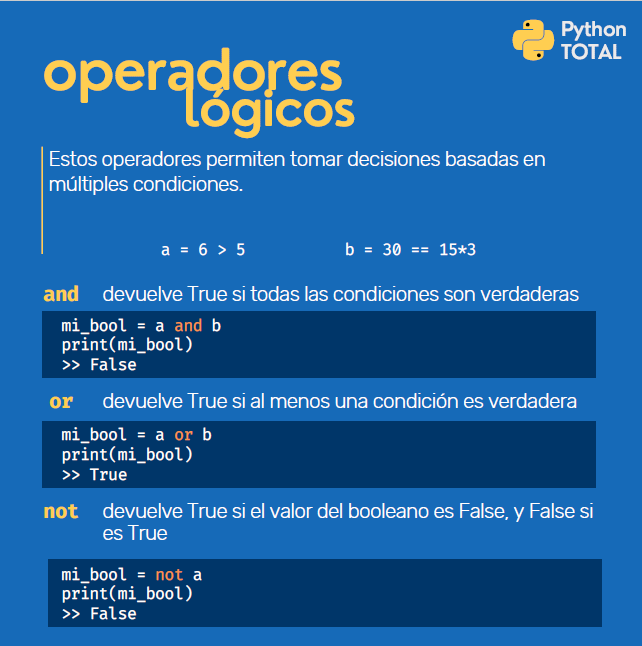 Python
TOTAL
operadores
lógicos
Estos operadores permiten tomar decisiones basadas en
múltiples condiciones.
a = 6 > 5 b = 30 == 15*3
and devuelve True si todas las condiciones son verdaderas
mi_bool = a and b
print(mi_bool)
>> False
or devuelve True si al menos una condición es verdadera
mi_bool = a or b
print(mi_bool)
>> True
not devuelve True si el valor del booleano es False, y False si
es True
mi_bool = not a
print(mi_bool)
>> False